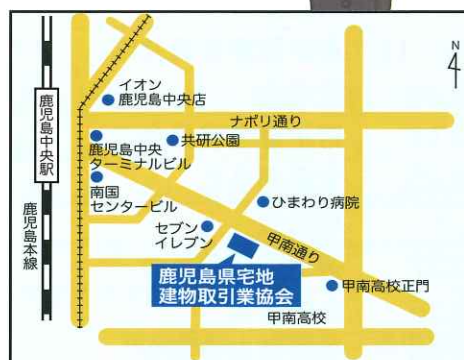 N
イオン
鹿児島中央店
ナポリ通り
鹿児島中央駅
共研公園
鹿児島中央
ターミナルビル
南国
センタービル
ひまわり病院
鹿児島本線
セブン
イレブン
甲南通り
鹿児島県宅地
建物取引業協会
甲南高校正門
甲南高校